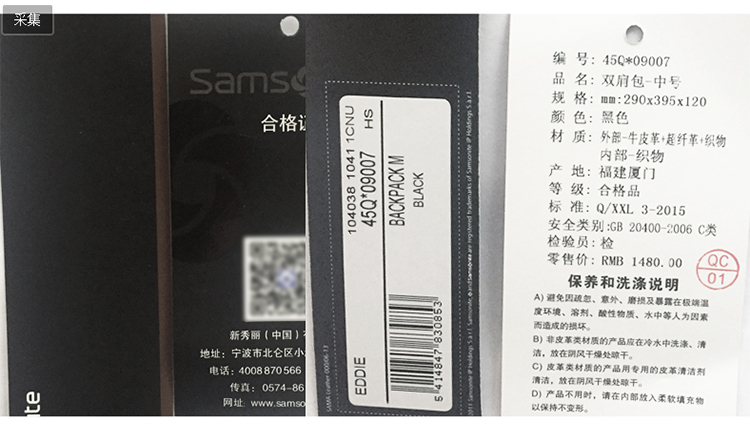 采集
Sams
合格证
新秀丽（中国）有
地址：宁波市北仑区小
电话：4008870566
传真：0574-86
网址：www.samso
104038 1041 1CNU
HS
45Q*09007
BACKPACK M
BLACK
EDDIE
5 414847 830853
编 号: 45Q*09007
品 名: 双肩包-中号
规 格: mm:290x395x120
颜 色: 黑色
材 质: 外部-牛皮革+超纤革+织物
内部-织物
产 地: 福建厦门
等 级: 合格品
标 准: Q/XXL 3-2015
安全类别:GB 20400-2006 C类
检验员: 检
零售价: RMB 1480.00
QC
01
保养和洗涤说明
A) 避免因疏忽、意外、磨损及暴露在极端温
度环境、溶剂、酸性物质、水中等人为因素
而造成的损坏。
B) 非皮革类材质的产品应在冷水中洗涤、清
洁，放在阴风干燥处晾干。
C) 皮革类材质的产品用专用的皮革清洁剂
清洁，放在阴风干燥处晾干。
D) 产品不用时，请在内部放入柔软填充物
以保持不变形。